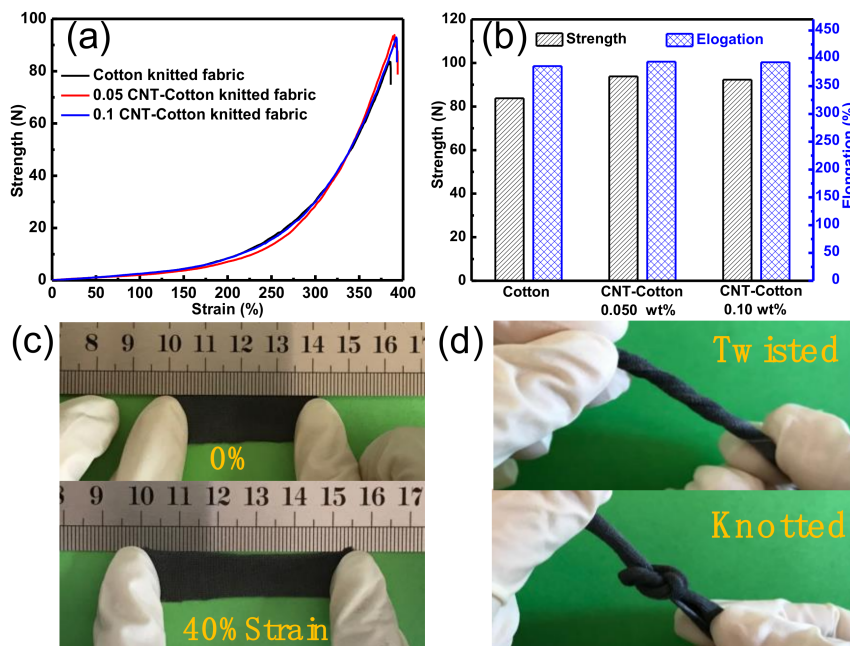 (a)
100
80
60
40
20
0
Strength (N)
Cotton knitted fabric
0.05 CNT-Cotton knitted fabric
0.1 CNT-Cotton knitted fabric
0 50 100 150 200 250 300 350 400
Strain (%)
(b)
120
100
80
60
40
20
0
Strength (N)
Strength Elogation
450
400
350
300
250
200
150
100
50
0
Elongation (%)
Cotton CNT-Cotton CNT-Cotton
0.050 wt% 0.10 wt%
(c)
8 9 10 11 12 13 14 15 16 17
0%
8 9 10 11 12 13 14 15 16 17
40% Strain
(d)
Twisted
Knotted